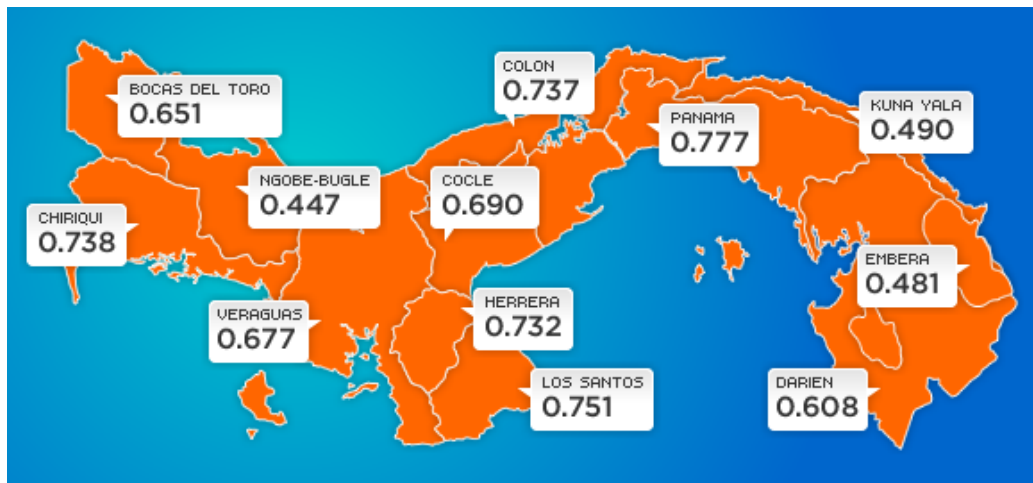 COLON
0.737
BOCAS DEL TORO
0.651
KUNA YALA
0.490
PANAMA
0.777
NGOBE-BUGLE
0.447
COCLE
0.690
CHIRIQUI
0.738
EMBERA
0.481
HERRERA
0.732
VERAGUAS
0.677
LOS SANTOS
0.751
DARIEN
0.608